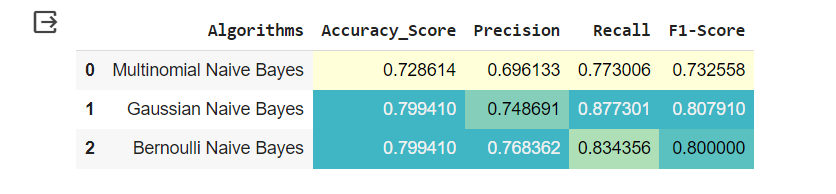 Algorithms Accuracy_Score Precision Recall F1-Score
0 Multinomial Naive Bayes 0.728614 0.696133 0.773006 0.732558
1 Gaussian Naive Bayes 0.799410 0.748691 0.877301 0.807910
2 Bernoulli Naive Bayes 0.799410 0.768362 0.834356 0.800000